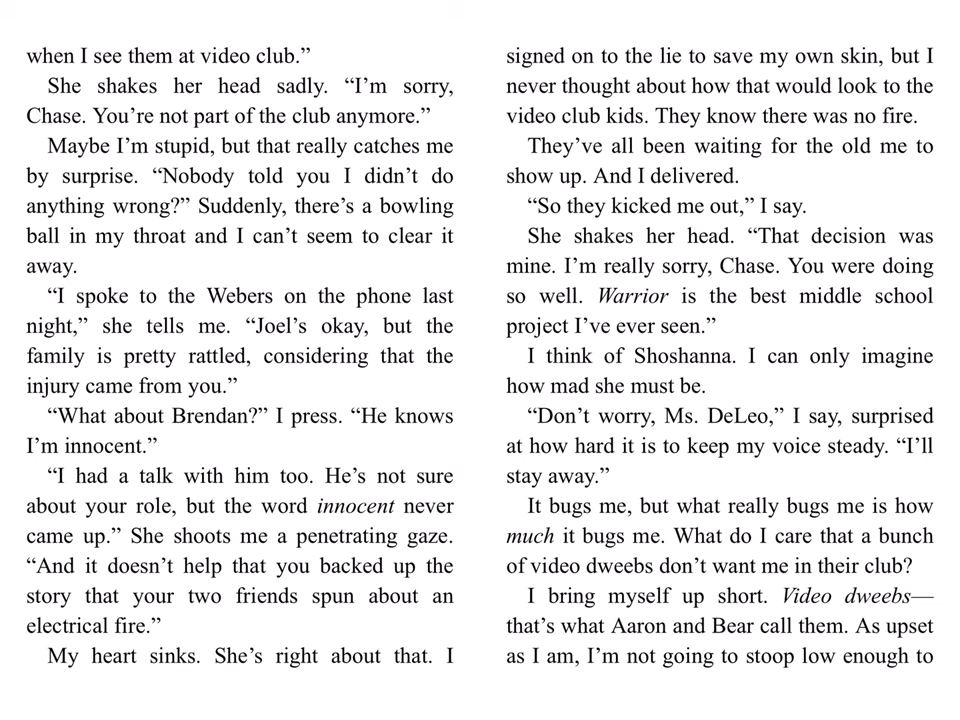 when I see them at video club.”
She shakes her head sadly. “I’m sorry,
Chase. You’re not part of the club anymore.”
Maybe I’m stupid, but that really catches me
by surprise. “Nobody told you I didn’t do
anything wrong?” Suddenly, there’s a bowling
ball in my throat and I can’t seem to clear it
away.
“I spoke to the Webers on the phone last
night,” she tells me. “Joel’s okay, but the
family is pretty rattled, considering that the
injury came from you.”
“What about Brendan?” I press. “He knows
I’m innocent.”
“I had a talk with him too. He’s not sure
about your role, but the word innocent never
came up.” She shoots me a penetrating gaze.
“And it doesn’t help that you backed up the
story that your two friends spun about an
electrical fire.”
My heart sinks. She’s right about that. I
signed on to the lie to save my own skin, but I
never thought about how that would look to the
video club kids. They know there was no fire.
They’ve all been waiting for the old me to
show up. And I delivered.
“So they kicked me out,” I say.
She shakes her head. “That decision was
mine. I’m really sorry, Chase. You were doing
so well. Warrior is the best middle school
project I’ve ever seen.”
I think of Shoshanna. I can only imagine
how mad she must be.
“Don’t worry, Ms. DeLeo,” I say, surprised
at how hard it is to keep my voice steady. “I’ll
stay away.”
It bugs me, but what really bugs me is how
much it bugs me. What do I care that a bunch
of video dweebs don’t want me in their club?
I bring myself up short. Video dweebs—
that’s what Aaron and Bear call them. As upset
as I am, I’m not going to stoop low enough to